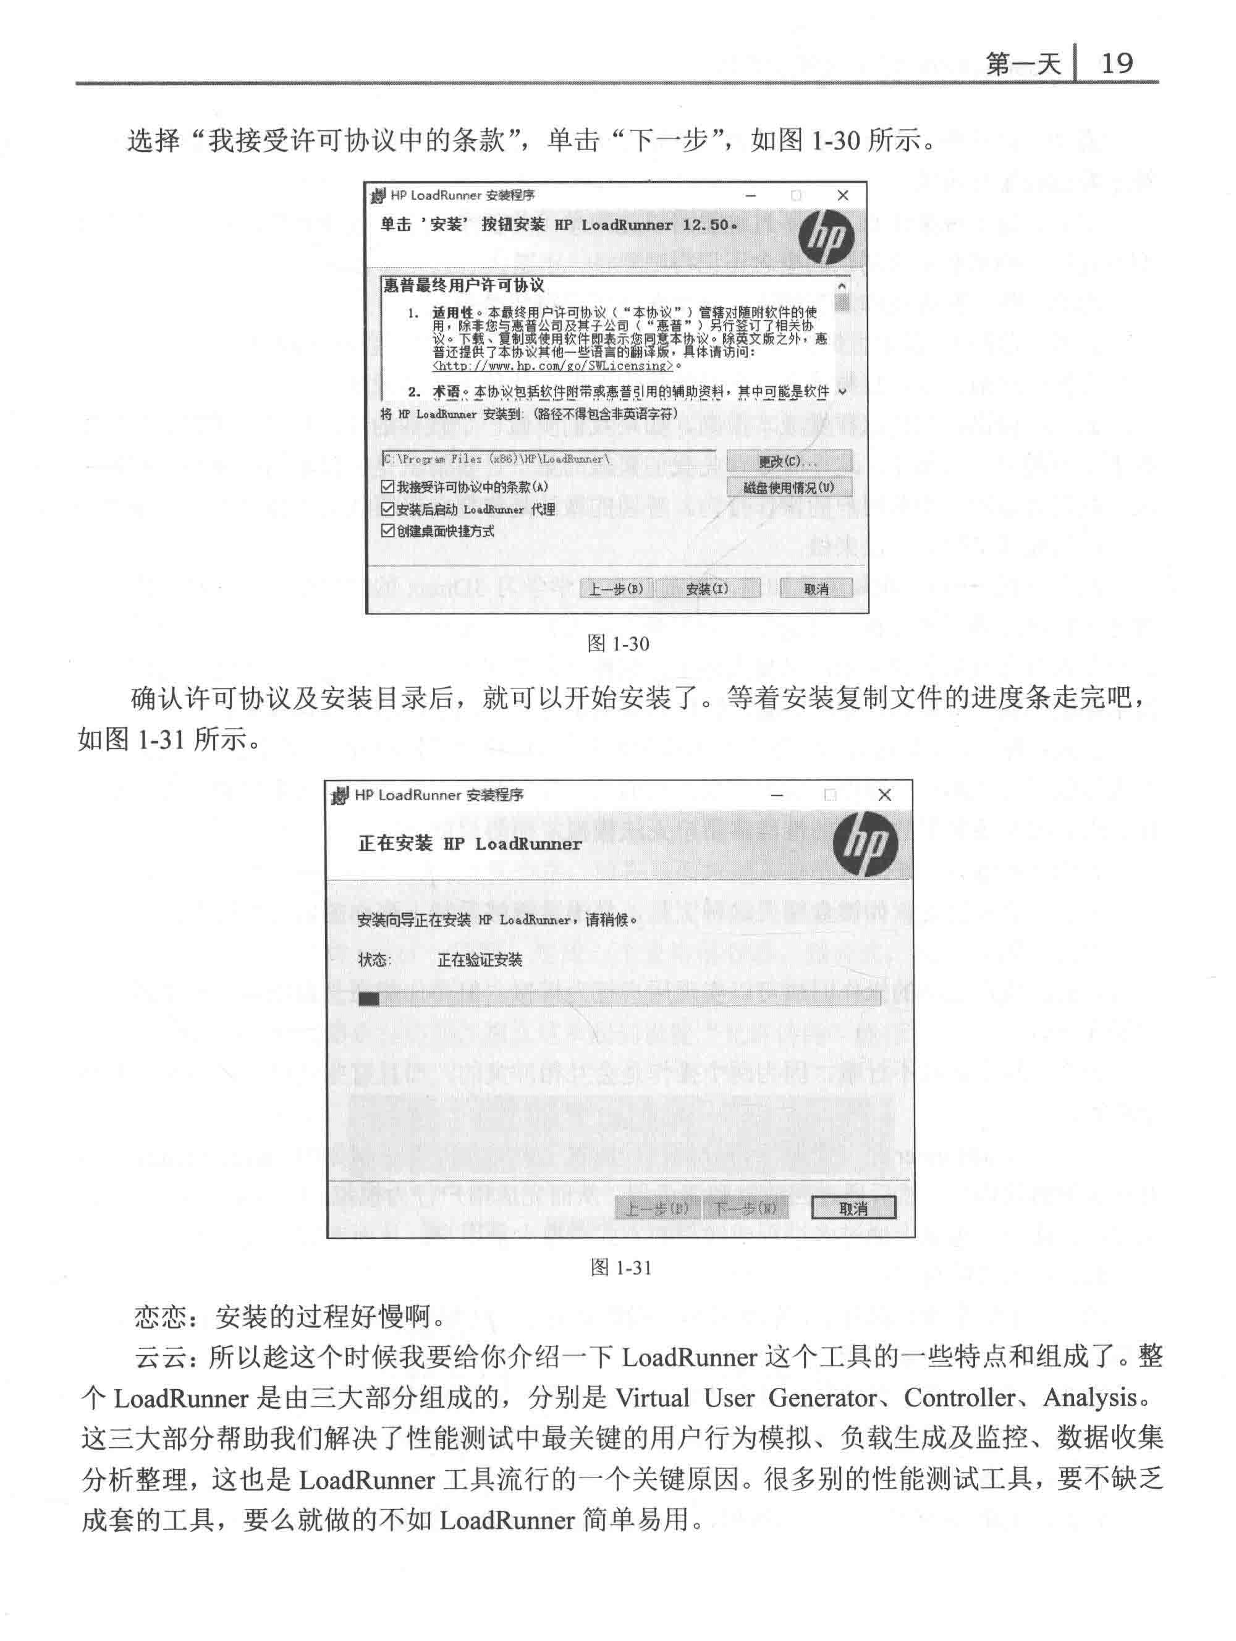 第一天 19
选择“我接受许可协议中的条款”，单击“下一步”，如图 1-30 所示。
HP LoadRunner 安装程序
单击 '安装' 按钮安装 HP LoadRunner 12.50。
hp
惠普最终用户许可协议
1. 适用性。本最终用户许可协议（“本协议”）管辖对随附软件的使
用，除非您与惠普公司及其子公司（“惠普”）另行签订了相关协
议。下载、复制或使用软件即表示您同意本协议。除英文版之外，惠
普还提供了本协议其他一些语言的翻译版，具体请访问：
<http://www.hp.com/go/SWLicensing>。
2. 术语。本协议包括软件附带或惠普引用的辅助资料，其中可能是软件
将 HP LoadRunner 安装到: (路径不得包含非英语字符)
C:\Program Files (x86)\HP\LoadRunner\
更改(C)...
我接受许可协议中的条款(A)
磁盘使用情况(V)
安装后启动 LoadRunner 代理
创建桌面快捷方式
上一步(B) 安装(I) 取消
图 1-30
确认许可协议及安装目录后，就可以开始安装了。等着安装复制文件的进度条走完吧，
如图 1-31 所示。
HP LoadRunner 安装程序
正在安装 HP LoadRunner
hp
安装向导正在安装 HP LoadRunner，请稍候。
状态: 正在验证安装
上一步(B) 下一步(N) 取消
图 1-31
恋恋：安装的过程好慢啊。
云云：所以趁这个时候我要给你介绍一下 LoadRunner 这个工具的一些特点和组成了。整
个 LoadRunner 是由三大部分组成的，分别是 Virtual User Generator、Controller、Analysis。
这三大部分帮助我们解决了性能测试中最关键的用户行为模拟、负载生成及监控、数据收集
分析整理，这也是 LoadRunner 工具流行的一个关键原因。很多别的性能测试工具，要不缺乏
成套的工具，要么就做的不如 LoadRunner 简单易用。